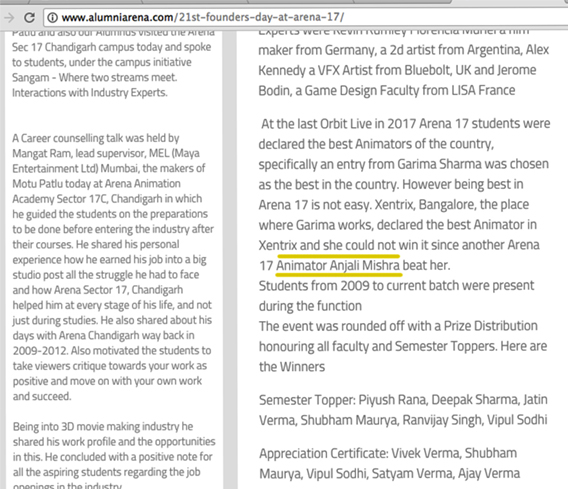 www.alumniarena.com/21st-founders-day-at-arena-17/
Patlu and also our Alumnus visited the Arena
Sec 17 Chandigarh campus today and spoke
to students, under the campus initiative
Sangam - Where two streams meet.
Interactions with Industry Experts.
A Career counselling talk was held by
Mangat Ram, lead supervisor, MEL (Maya
Entertainment Ltd) Mumbai, the makers of
Motu Patlu today at Arena Animation
Academy Sector 17C, Chandigarh in which
he guided the students on the preparations
to be done before entering the industry after
their courses. He shared his personal
experience how he earned his job into a big
studio post all the struggle he had to face
and how Arena Sector 17, Chandigarh
helped him at every stage of his life, and not
just during studies. He also shared about his
days with Arena Chandigarh way back in
2009-2012. Also motivated the students to
take viewers critique towards your work as
positive and move on with your own work
and succeed.
Being into 3D movie making industry he
shared his work profile and the opportunities
in this. He concluded with a positive note for
all the aspiring students regarding the job
openings in the industry.
Experts were Kevin Rumley Florencia Muriel a film
maker from Germany, a 2d artist from Argentina, Alex
Kennedy a VFX Artist from Bluebolt, UK and Jerome
Bodin, a Game Design Faculty from LISA France
At the last Orbit Live in 2017 Arena 17 students were
declared the best Animators of the country,
specifically an entry from Garima Sharma was chosen
as the best in the country. However being best in
Arena 17 is not easy. Xentrix, Bangalore, the place
where Garima works, declared the best Animator in
Xentrix and she could not win it since another Arena
17 Animator Anjali Mishra beat her.
Students from 2009 to current batch were present
during the function
The event was rounded off with a Prize Distribution
honouring all faculty and Semester Toppers. Here are
the Winners
Semester Topper: Piyush Rana, Deepak Sharma, Jatin
Verma, Shubham Maurya, Ranvijay Singh, Vipul Sodhi
Appreciation Certificate: Vivek Verma, Shubham
Maurya, Vipul Sodhi, Satyam Verma, Ajay Verma